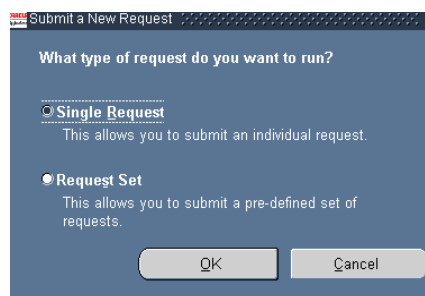 Submit a New Request
What type of request do you want to run?
Single Request
This allows you to submit an individual request.
Request Set
This allows you to submit a pre-defined set of
requests.
OK
Cancel